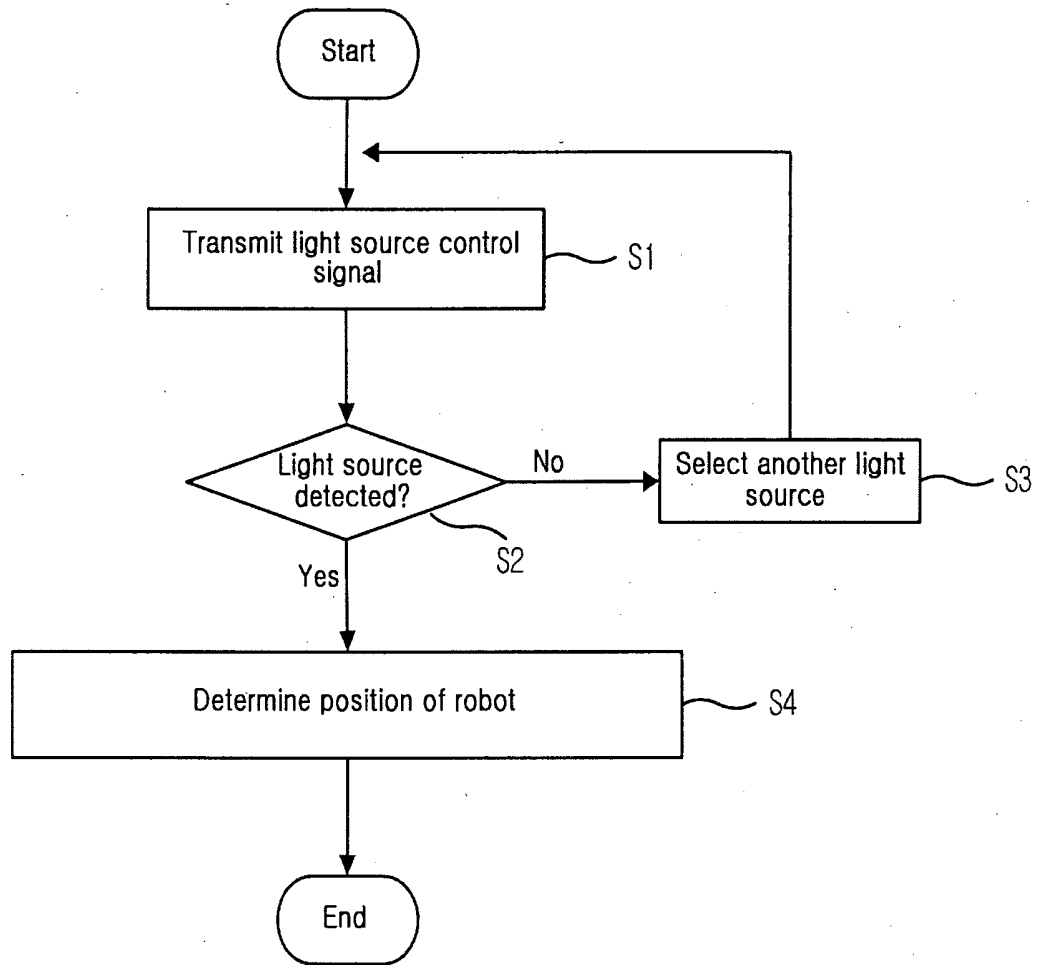 Start
Transmit light source control
signal
S1
Light source
detected?
No
Select another light
source
S3
S2
Yes
Determine position of robot
S4
End